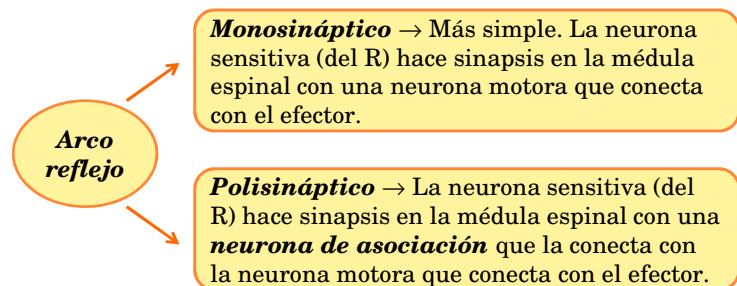 Arco
reflejo
Monosináptico → Más simple. La neurona
sensitiva (del R) hace sinapsis en la médula
espinal con una neurona motora que conecta
con el efector.
Polisináptico → La neurona sensitiva (del
R) hace sinapsis en la médula espinal con una
neurona de asociación que la conecta con
la neurona motora que conecta con el efector.